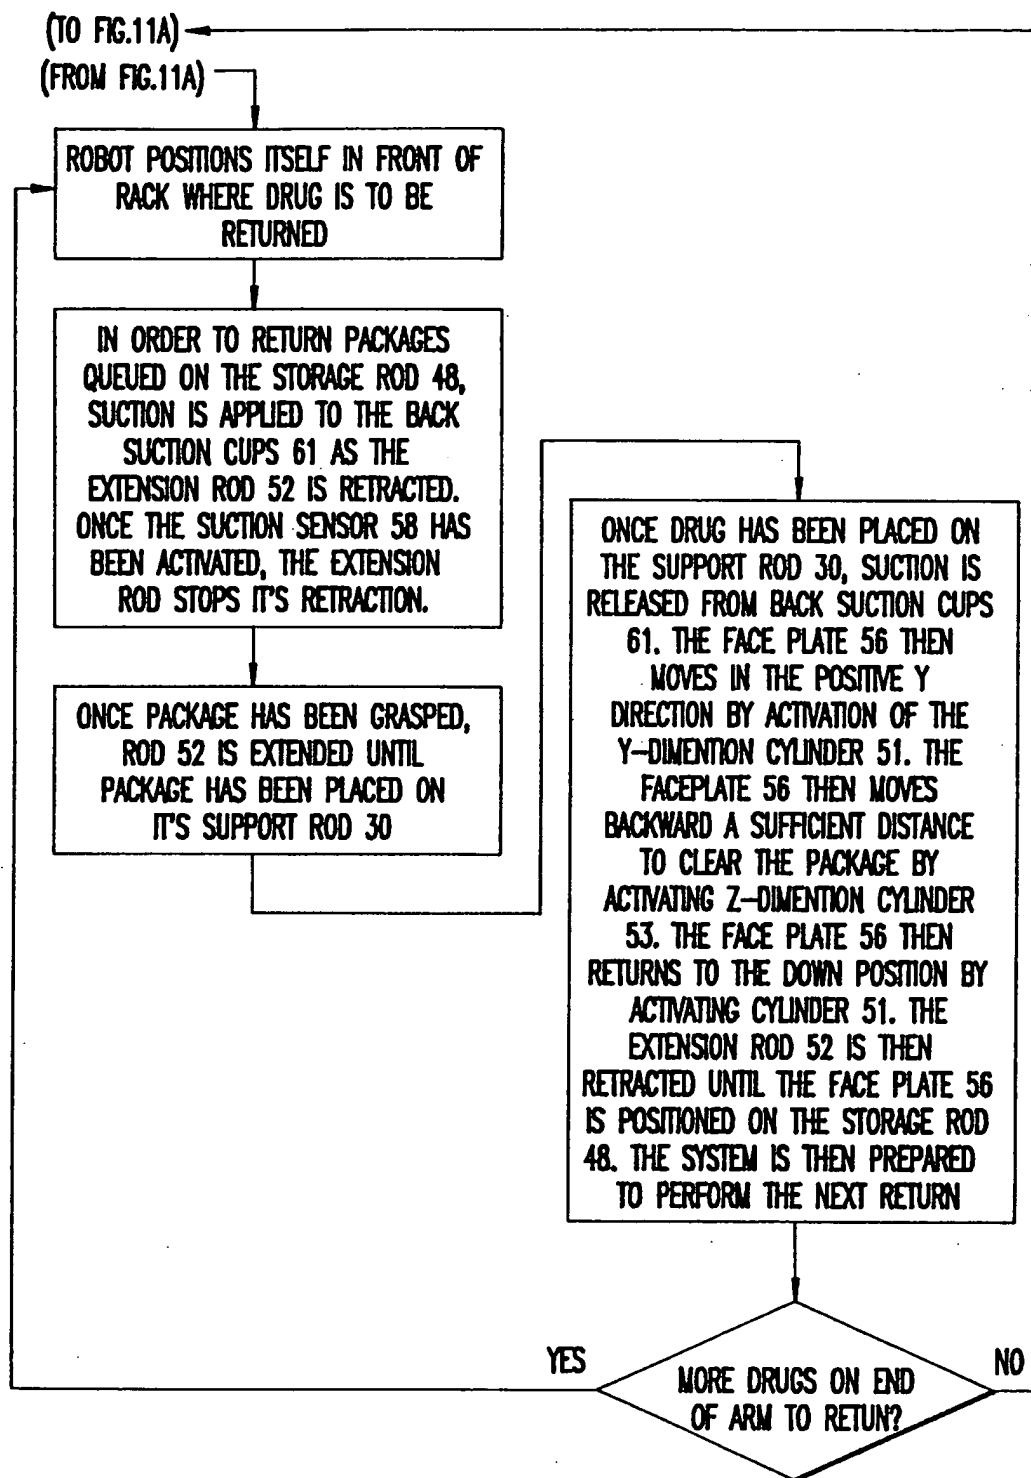 (TO FIG.11A)
(FROM FIG.11A)
ROBOT POSITIONS ITSELF IN FRONT OF
RACK WHERE DRUG IS TO BE
RETURNED
IN ORDER TO RETURN PACKAGES
QUEUED ON THE STORAGE ROD 48,
SUCTION IS APPLIED TO THE BACK
SUCTION CUPS 61 AS THE
EXTENSION ROD 52 IS RETRACTED.
ONCE THE SUCTION SENSOR 58 HAS
BEEN ACTIVATED, THE EXTENSION
ROD STOPS IT'S RETRACTION.
ONCE PACKAGE HAS BEEN GRASPED,
ROD 52 IS EXTENDED UNTIL
PACKAGE HAS BEEN PLACED ON
IT'S SUPPORT ROD 30
ONCE DRUG HAS BEEN PLACED ON
THE SUPPORT ROD 30, SUCTION IS
RELEASED FROM BACK SUCTION CUPS
61. THE FACE PLATE 56 THEN
MOVES IN THE POSITIVE Y
DIRECTION BY ACTIVATION OF THE
Y-DIMENTION CYLINDER 51. THE
FACEPLATE 56 THEN MOVES
BACKWARD A SUFFICIENT DISTANCE
TO CLEAR THE PACKAGE BY
ACTIVATING Z-DIMENTION CYLINDER
53. THE FACE PLATE 56 THEN
RETURNS TO THE DOWN POSITION BY
ACTIVATING CYLINDER 51. THE
EXTENSION ROD 52 IS THEN
RETRACTED UNTIL THE FACE PLATE 56
IS POSITIONED ON THE STORAGE ROD
48. THE SYSTEM IS THEN PREPARED
TO PERFORM THE NEXT RETURN
YES
NO
MORE DRUGS ON END
OF ARM TO RETUN?